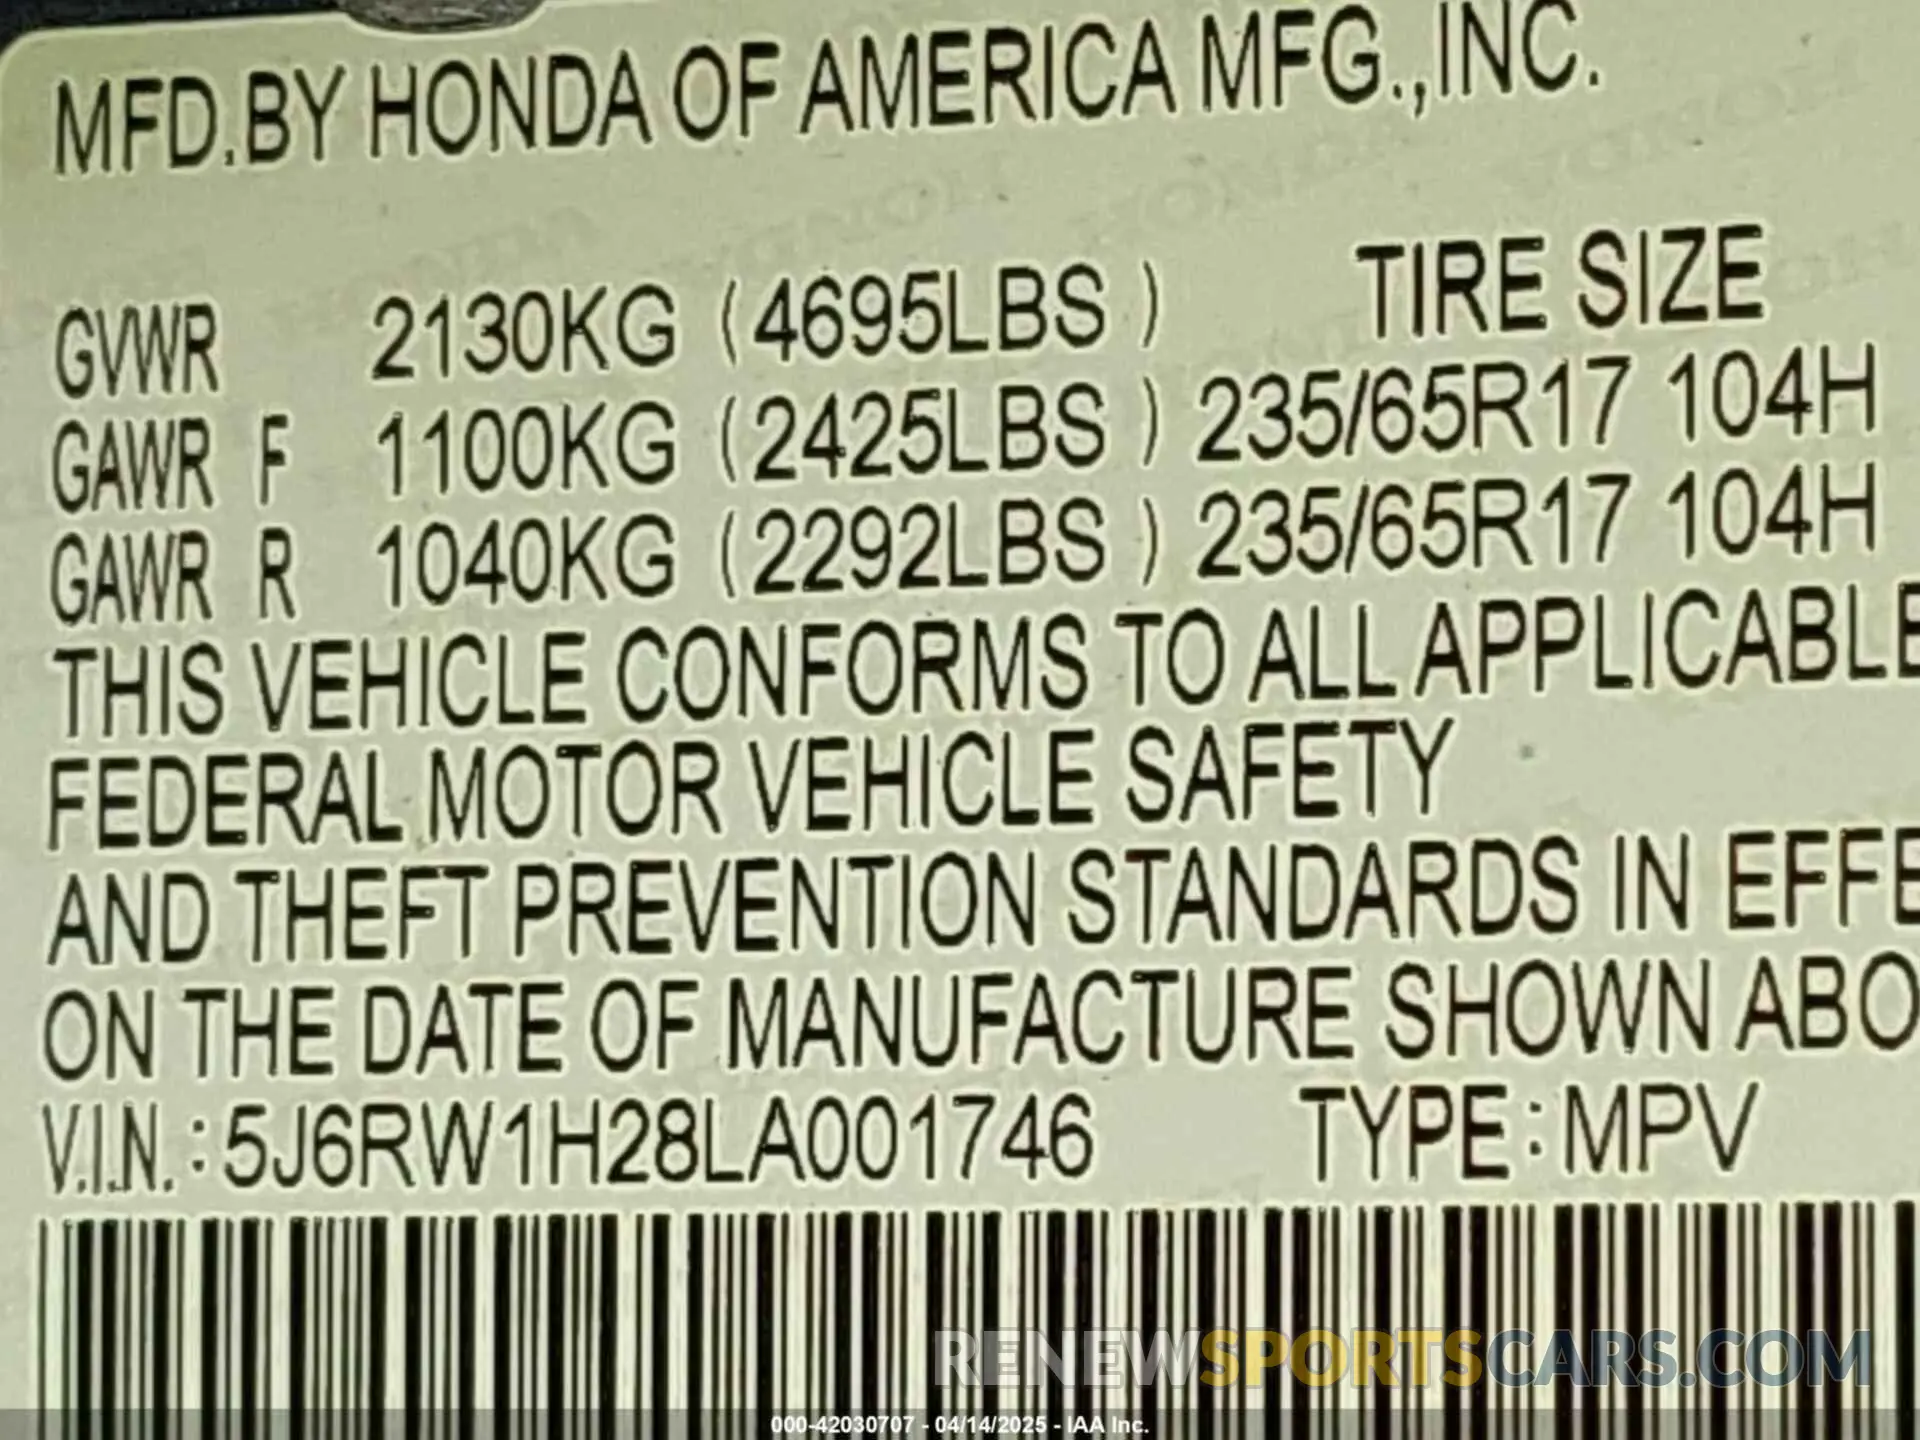 MFD.BY HONDA OF AMERICA MFG.,INC.
TIRE SIZE
GVWR 2130KG (4695LBS )
GAWR F 1100KG (2425LBS ) 235/65R17 104H
GAWR R 1040KG (2292LBS ) 235/65R17 104H
THIS VEHICLE CONFORMS TO ALL APPLICABLE
FEDERAL MOTOR VEHICLE SAFETY
AND THEFT PREVENTION STANDARDS IN EFFE
ON THE DATE OF MANUFACTURE SHOWN ABO
V.I.N.:5J6RW1H28LA001746 TYPE:MPV
RENEWSPORTSCARS.COM
000-42030707 - 04/14/2025 - IAA Inc.